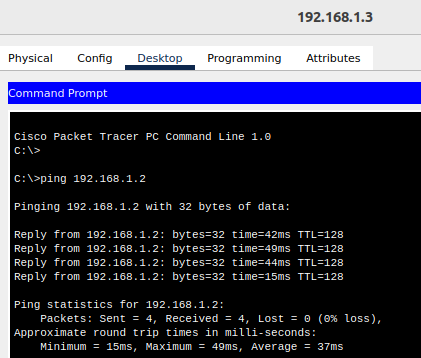 192.168.1.3
Physical Config Desktop Programming Attributes
Command Prompt
Cisco Packet Tracer PC Command Line 1.0
C:\>
C:\>ping 192.168.1.2
Pinging 192.168.1.2 with 32 bytes of data:
Reply from 192.168.1.2: bytes=32 time=42ms TTL=128
Reply from 192.168.1.2: bytes=32 time=49ms TTL=128
Reply from 192.168.1.2: bytes=32 time=44ms TTL=128
Reply from 192.168.1.2: bytes=32 time=15ms TTL=128
Ping statistics for 192.168.1.2:
Packets: Sent = 4, Received = 4, Lost = 0 (0% loss),
Approximate round trip times in milli-seconds:
Minimum = 15ms, Maximum = 49ms, Average = 37ms